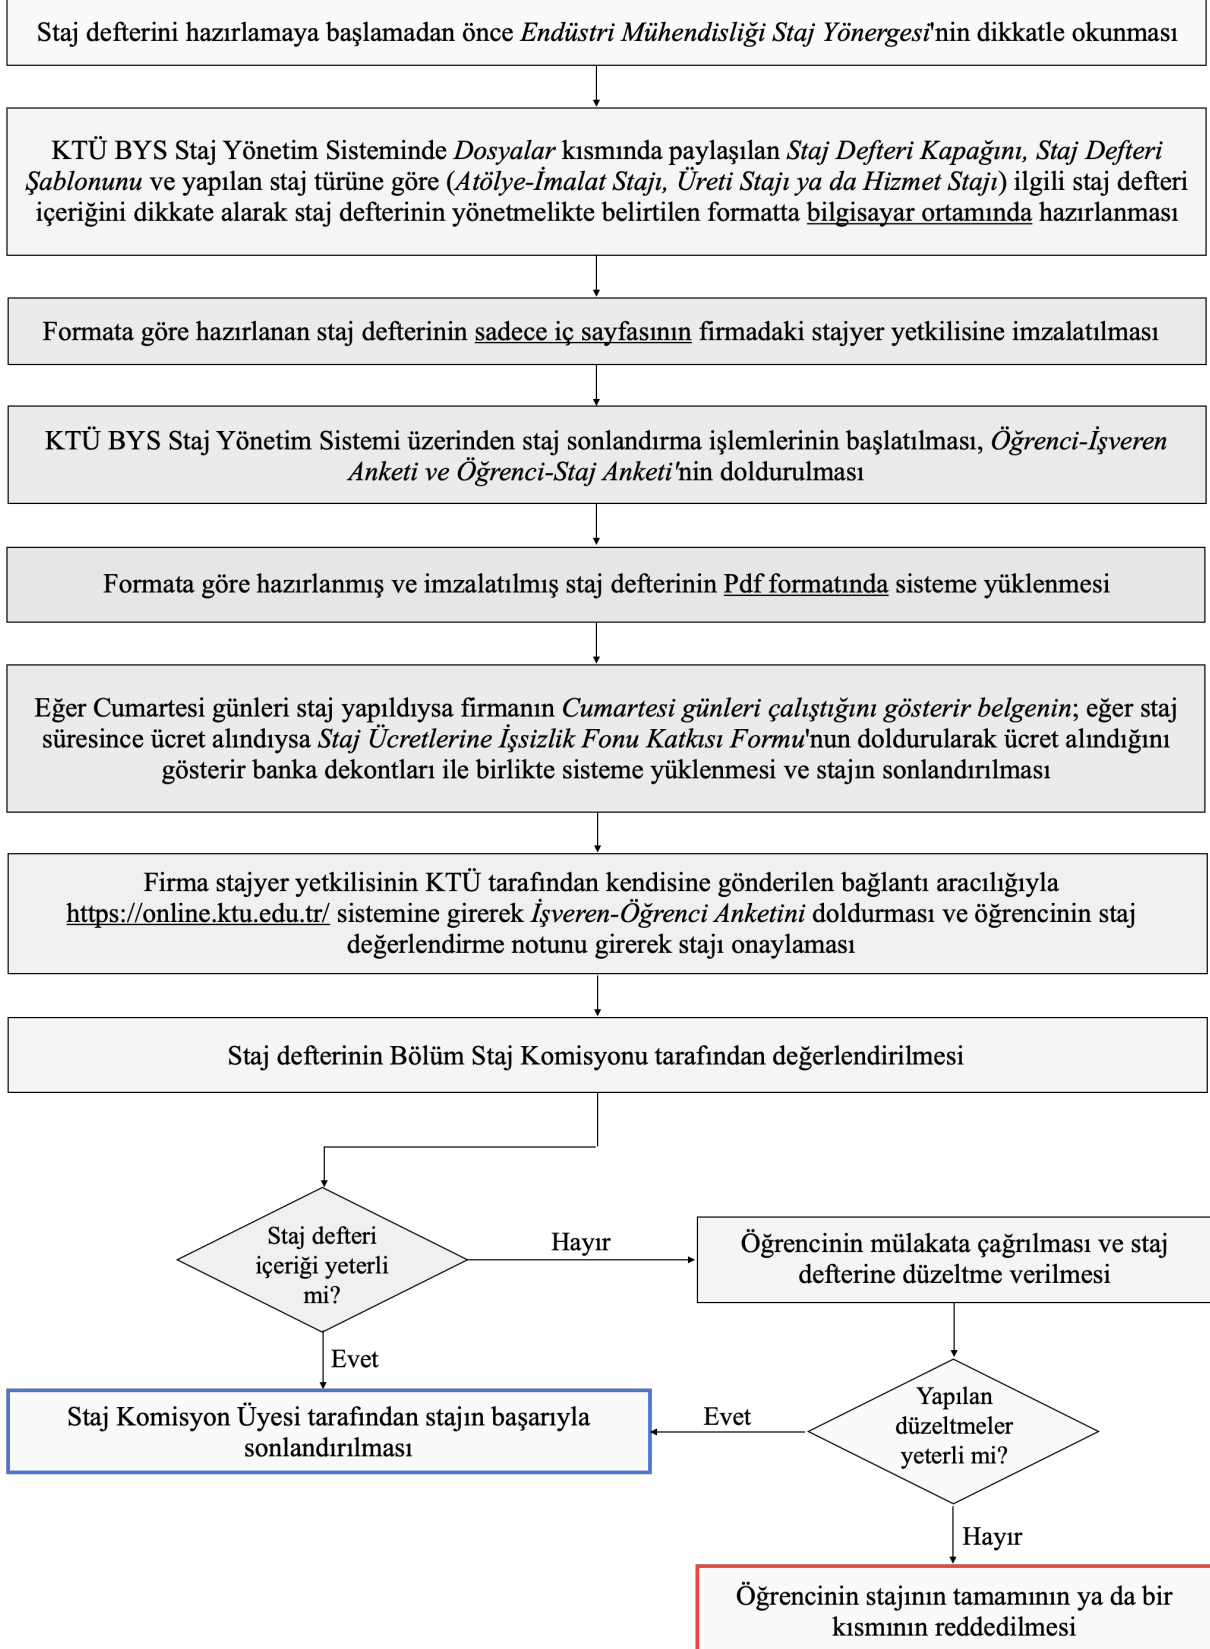 Staj defterini hazırlamaya başlamadan önce Endüstri Mühendisliği Staj Yönergesi'nin dikkatle okunması
KTÜ BYS Staj Yönetim Sisteminde Dosyalar kısmında paylaşılan Staj Defteri Kapağını, Staj Defteri
Şablonunu ve yapılan staj türüne göre (Atölye-İmalat Stajı, Üreti Stajı ya da Hizmet Stajı) ilgili staj defteri
içeriğini dikkate alarak staj defterinin yönetmelikte belirtilen formatta bilgisayar ortamında hazırlanması
Formata göre hazırlanan staj defterinin sadece iç sayfasının firmadaki stajyer yetkilisine imzalatılması
KTÜ BYS Staj Yönetim Sistemi üzerinden staj sonlandırma işlemlerinin başlatılması, Öğrenci-İşveren
Anketi ve Öğrenci-Staj Anketi'nin doldurulması
Formata göre hazırlanmış ve imzalatılmış staj defterinin Pdf formatında sisteme yüklenmesi
Eğer Cumartesi günleri staj yapıldıysa firmanın Cumartesi günleri çalıştığını gösterir belgenin; eğer staj
süresince ücret alındıysa Staj Ücretlerine İşsizlik Fonu Katkısı Formu'nun doldurularak ücret alındığını
gösterir banka dekontları ile birlikte sisteme yüklenmesi ve stajın sonlandırılması
Firma stajyer yetkilisinin KTÜ tarafından kendisine gönderilen bağlantı aracılığıyla
https://online.ktu.edu.tr/ sistemine girerek İşveren-Öğrenci Anketini doldurması ve öğrencinin staj
değerlendirme notunu girerek stajı onaylaması
Staj defterinin Bölüm Staj Komisyonu tarafından değerlendirilmesi
Staj defteri
içeriği yeterli
mi?
Hayır
Öğrencinin mülakata çağrılması ve staj
defterine düzeltme verilmesi
Evet
Staj Komisyon Üyesi tarafından stajın başarıyla
sonlandırılması
Evet
Yapılan
düzeltmeler
yeterli mi?
Hayır
Öğrencinin stajının tamamının ya da bir
kısmının reddedilmesi